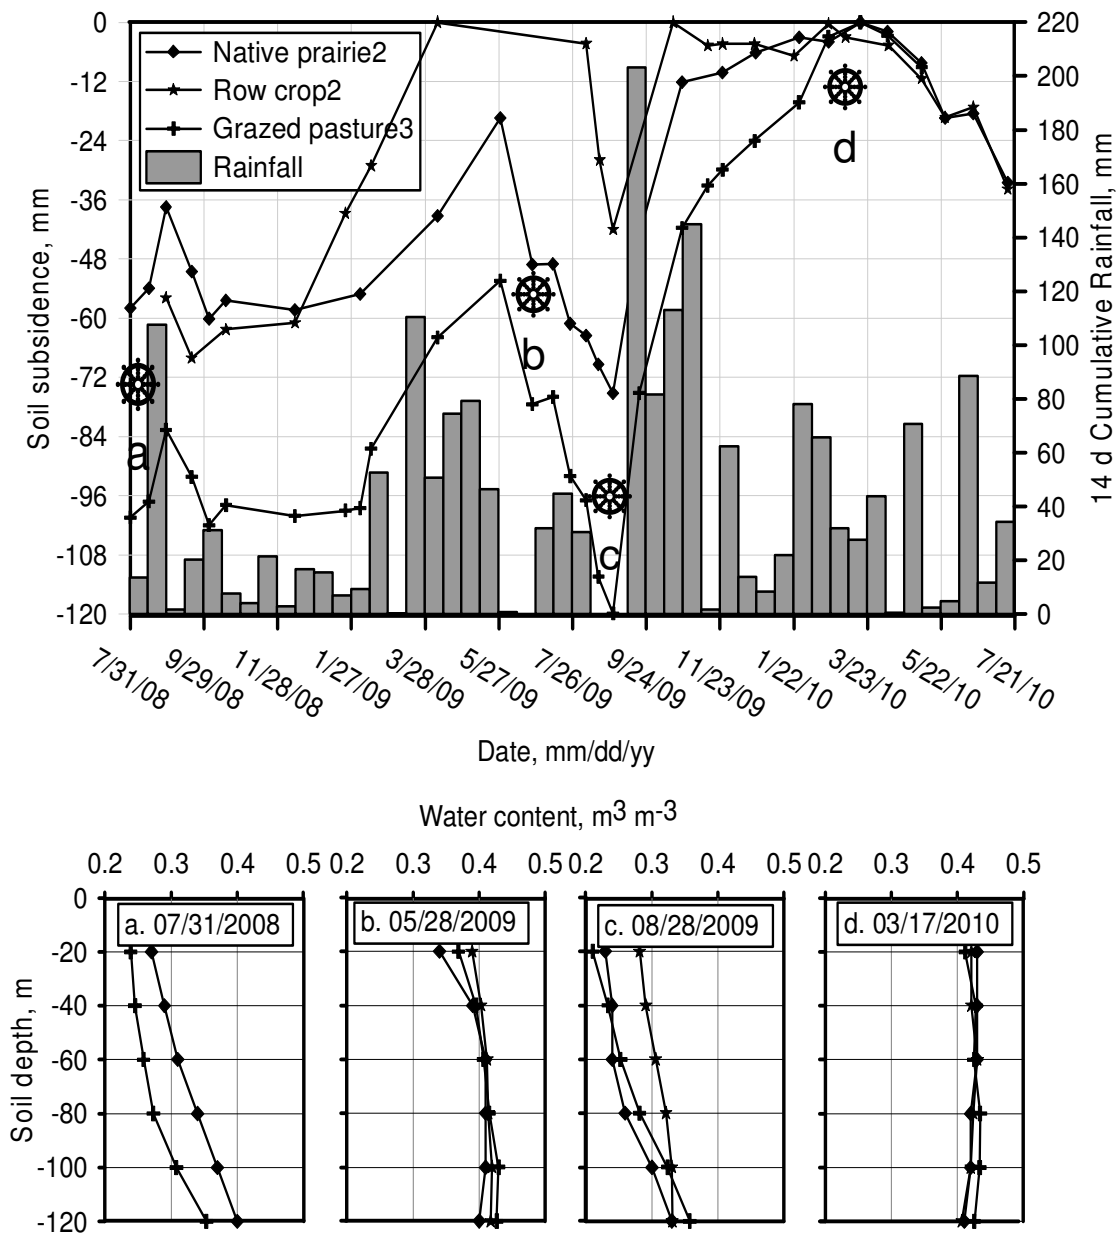 0
-12
-24
-36
-48
-60
-72
-84
-96
-108
-120
Soil subsidence, mm
Native prairie2
Row crop2
Grazed pasture3
Rainfall
a
b
c
d
220
200
180
160
140
120
100
80
60
40
20
0
14 d Cumulative Rainfall, mm
7/31/08
9/29/08
11/28/08
1/27/09
3/28/09
5/27/09
7/26/09
9/24/09
11/23/09
1/22/10
3/23/10
5/22/10
7/21/10
Date, mm/dd/yy
Water content, m3 m-3
0.2 0.3 0.4 0.5 0.2 0.3 0.4 0.5 0.2 0.3 0.4 0.5 0.2 0.3 0.4 0.5
0
-20
-40
-60
-80
-100
-120
Soil depth, m
a. 07/31/2008
b. 05/28/2009
c. 08/28/2009
d. 03/17/2010